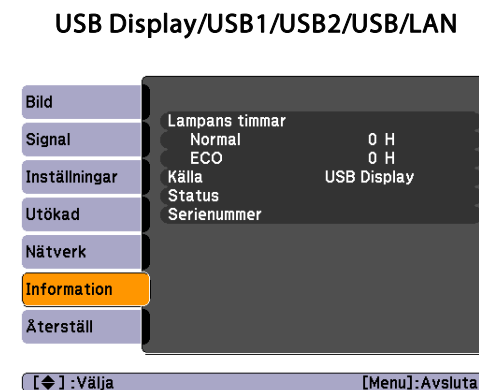 USB Display/USB1/USB2/USB/LAN
Bild
Signal
Inställningar
Utökad
Nätverk
Information
Återställ
Lampans timmar
Normal 0 H
ECO 0 H
Källa USB Display
Status
Serienummer
[◆] :Välja [Menu]:Avsluta